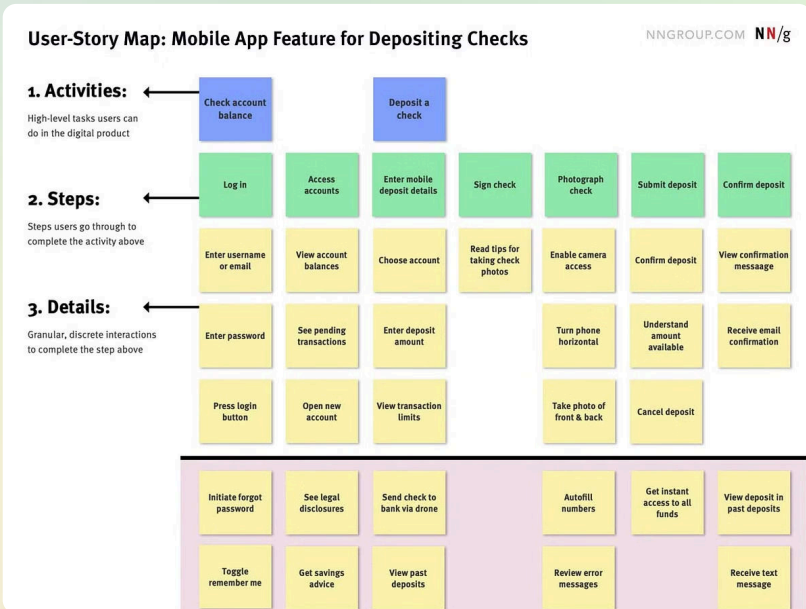 User-Story Map: Mobile App Feature for Depositing Checks
NNGROUP.COM NN/g
1. Activities:
High-level tasks users can
do in the digital product
Check account
balance
Deposit a
check
2. Steps:
Steps users go through to
complete the activity above
Log in
Access
accounts
Enter mobile
deposit details
Sign check
Photograph
check
Submit deposit
Confirm deposit
Enter username
or email
View account
balances
Choose account
Read tips for
taking check
photos
Enable camera
access
Confirm deposit
View confirmation
messaage
3. Details:
Granular, discrete interactions
to complete the step above
Enter password
See pending
transactions
Enter deposit
amount
Turn phone
horizontal
Understand
amount
available
Receive email
confirmation
Press login
button
Open new
account
View transaction
limits
Take photo of
front & back
Cancel deposit
Initiate forgot
password
See legal
disclosures
Send check to
bank via drone
Autofill
numbers
Get instant
access to all
funds
View deposit in
past deposits
Toggle
remember me
Get savings
advice
View past
deposits
Review error
messages
Receive text
message